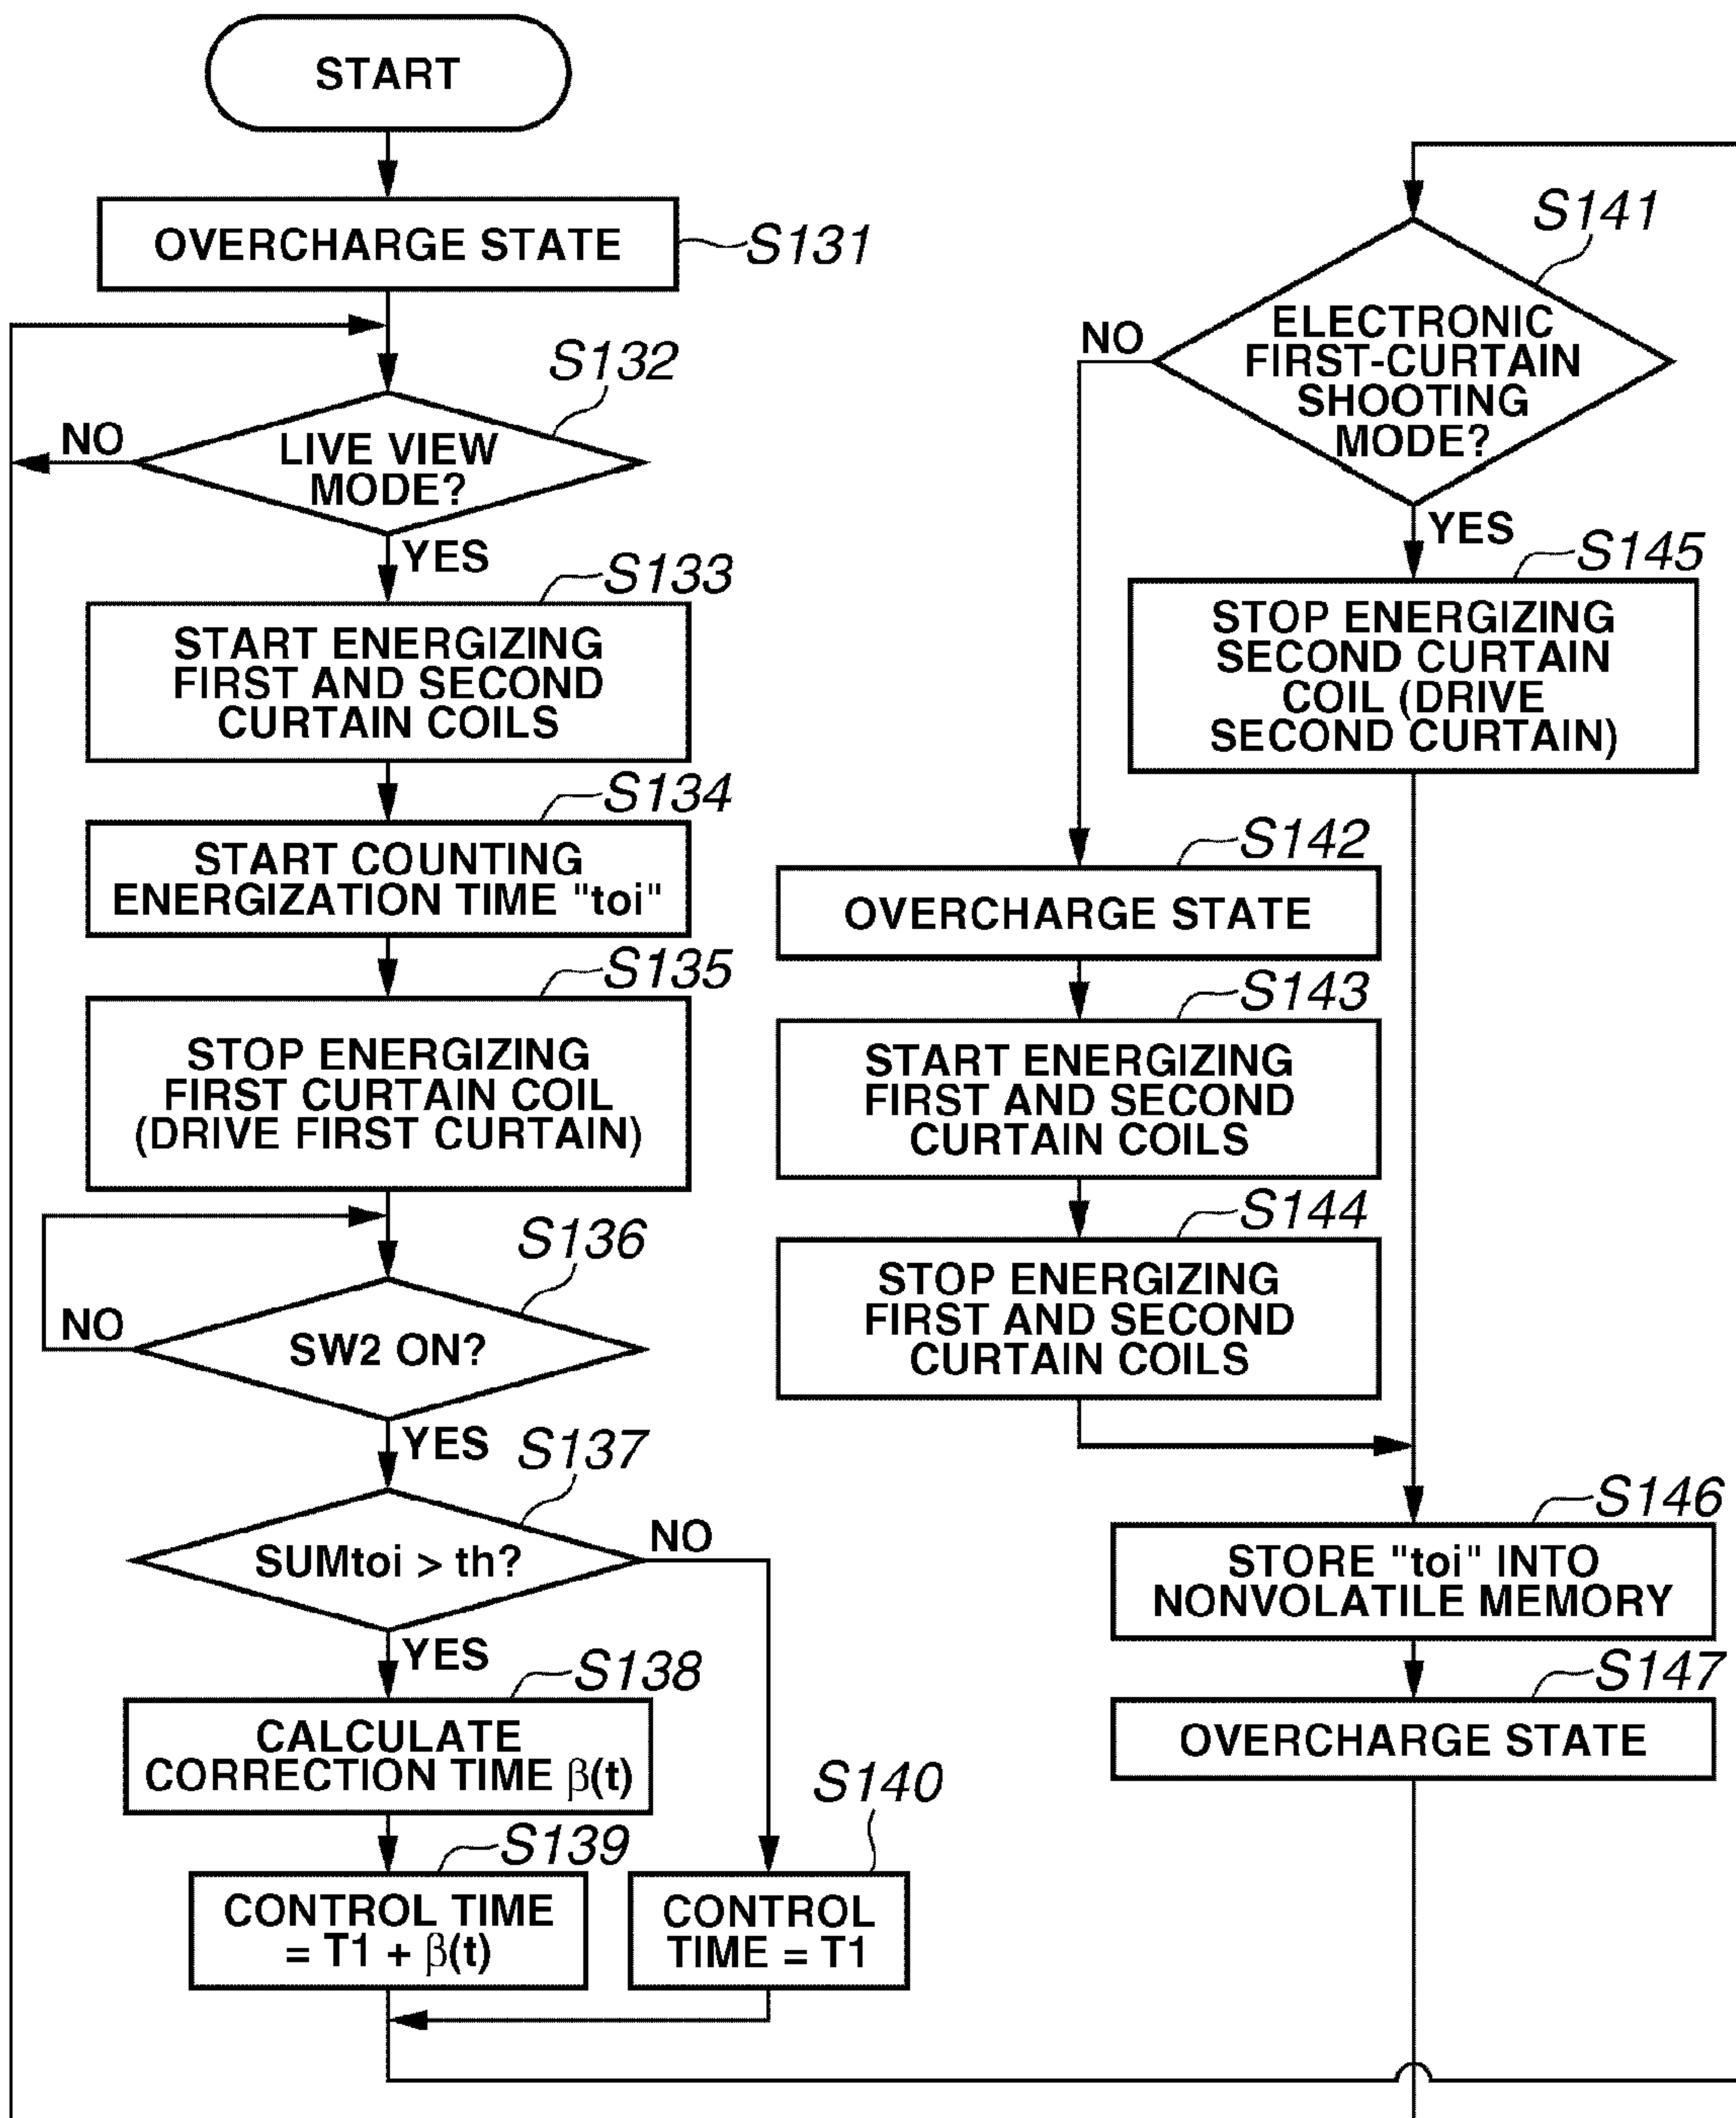 START
OVERCHARGE STATE
S131
S132
NO
LIVE VIEW
MODE?
YES
S133
START ENERGIZING
FIRST AND SECOND
CURTAIN COILS
S134
START COUNTING
ENERGIZATION TIME "toi"
S135
STOP ENERGIZING
FIRST CURTAIN COIL
(DRIVE FIRST CURTAIN)
S136
NO
SW2 ON?
YES
S137
NO
SUMtoi > th?
YES
S138
CALCULATE
CORRECTION TIME β(t)
S139
CONTROL TIME
= T1 + β(t)
S140
CONTROL
TIME = T1
S141
ELECTRONIC
FIRST-CURTAIN
SHOOTING
MODE?
NO
YES
S145
STOP ENERGIZING
SECOND CURTAIN
COIL (DRIVE
SECOND CURTAIN)
S142
OVERCHARGE STATE
S143
START ENERGIZING
FIRST AND SECOND
CURTAIN COILS
S144
STOP ENERGIZING
FIRST AND SECOND
CURTAIN COILS
S146
STORE "toi" INTO
NONVOLATILE MEMORY
S147
OVERCHARGE STATE